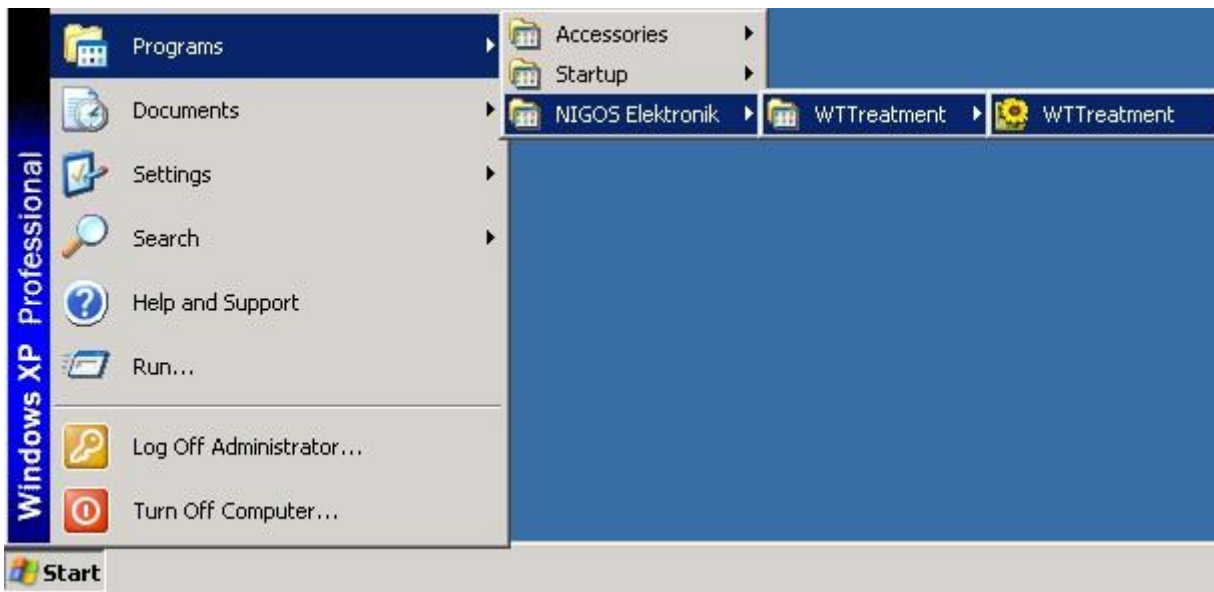 Programs
Accessories
Startup
NIGOS Elektronik
WTTreatment
WTTreatment
Documents
Settings
Search
Help and Support
Run...
Log Off Administrator...
Turn Off Computer...
Windows XP Professional
Start